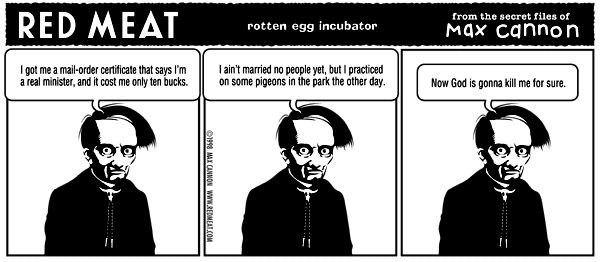 RED MEAT
rotten egg incubator
from the secret files of
Max cannon
I got me a mail-order certificate that says I'm
a real minister, and it cost me only ten bucks.
I ain't married no people yet, but I practiced
on some pigeons in the park the other day.
Now God is gonna kill me for sure.
©1998 MAX CANNON WWW.REDMEAT.COM